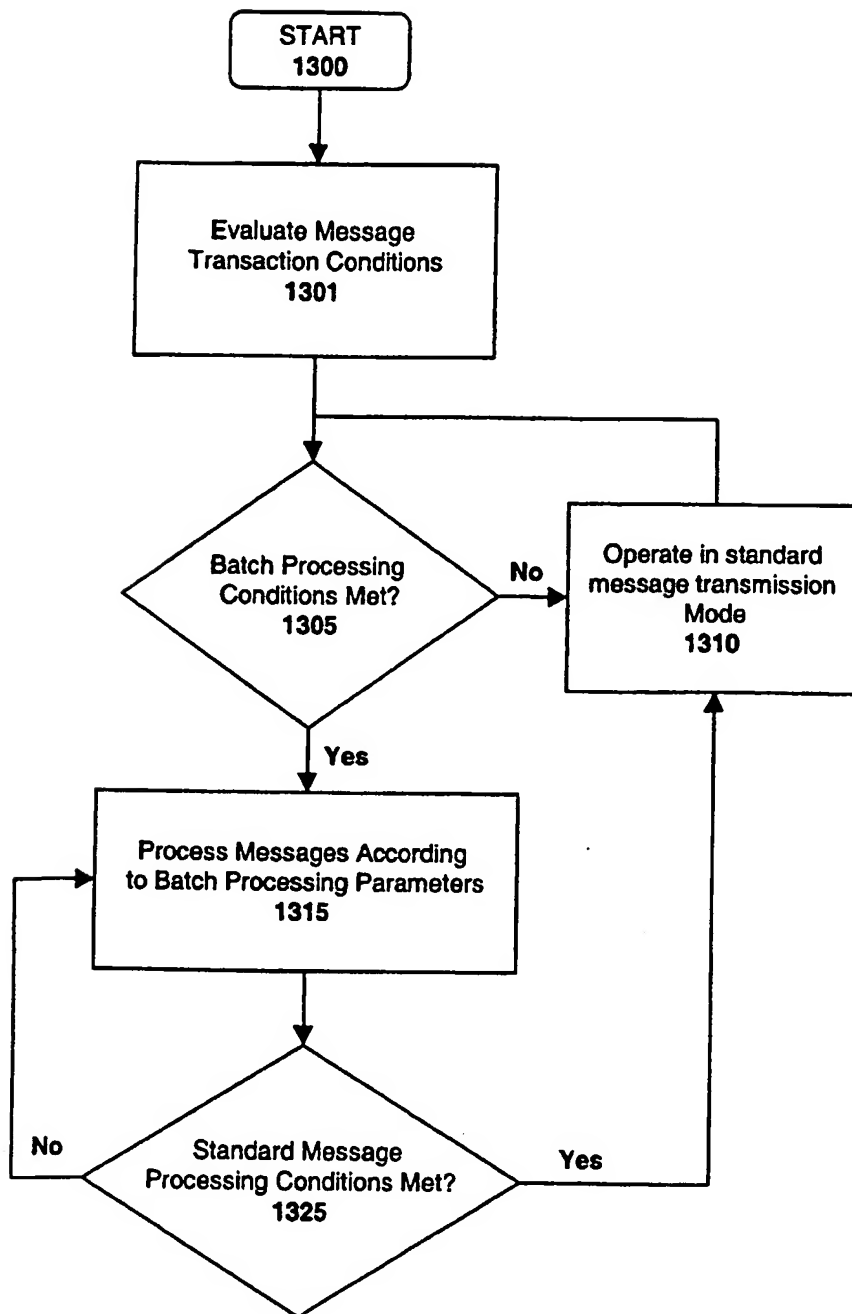 START
1300
Evaluate Message
Transaction Conditions
1301
Batch Processing
Conditions Met?
1305
No
Operate in standard
message transmission
Mode
1310
Yes
Process Messages According
to Batch Processing Parameters
1315
No
Standard Message
Processing Conditions Met?
1325
Yes